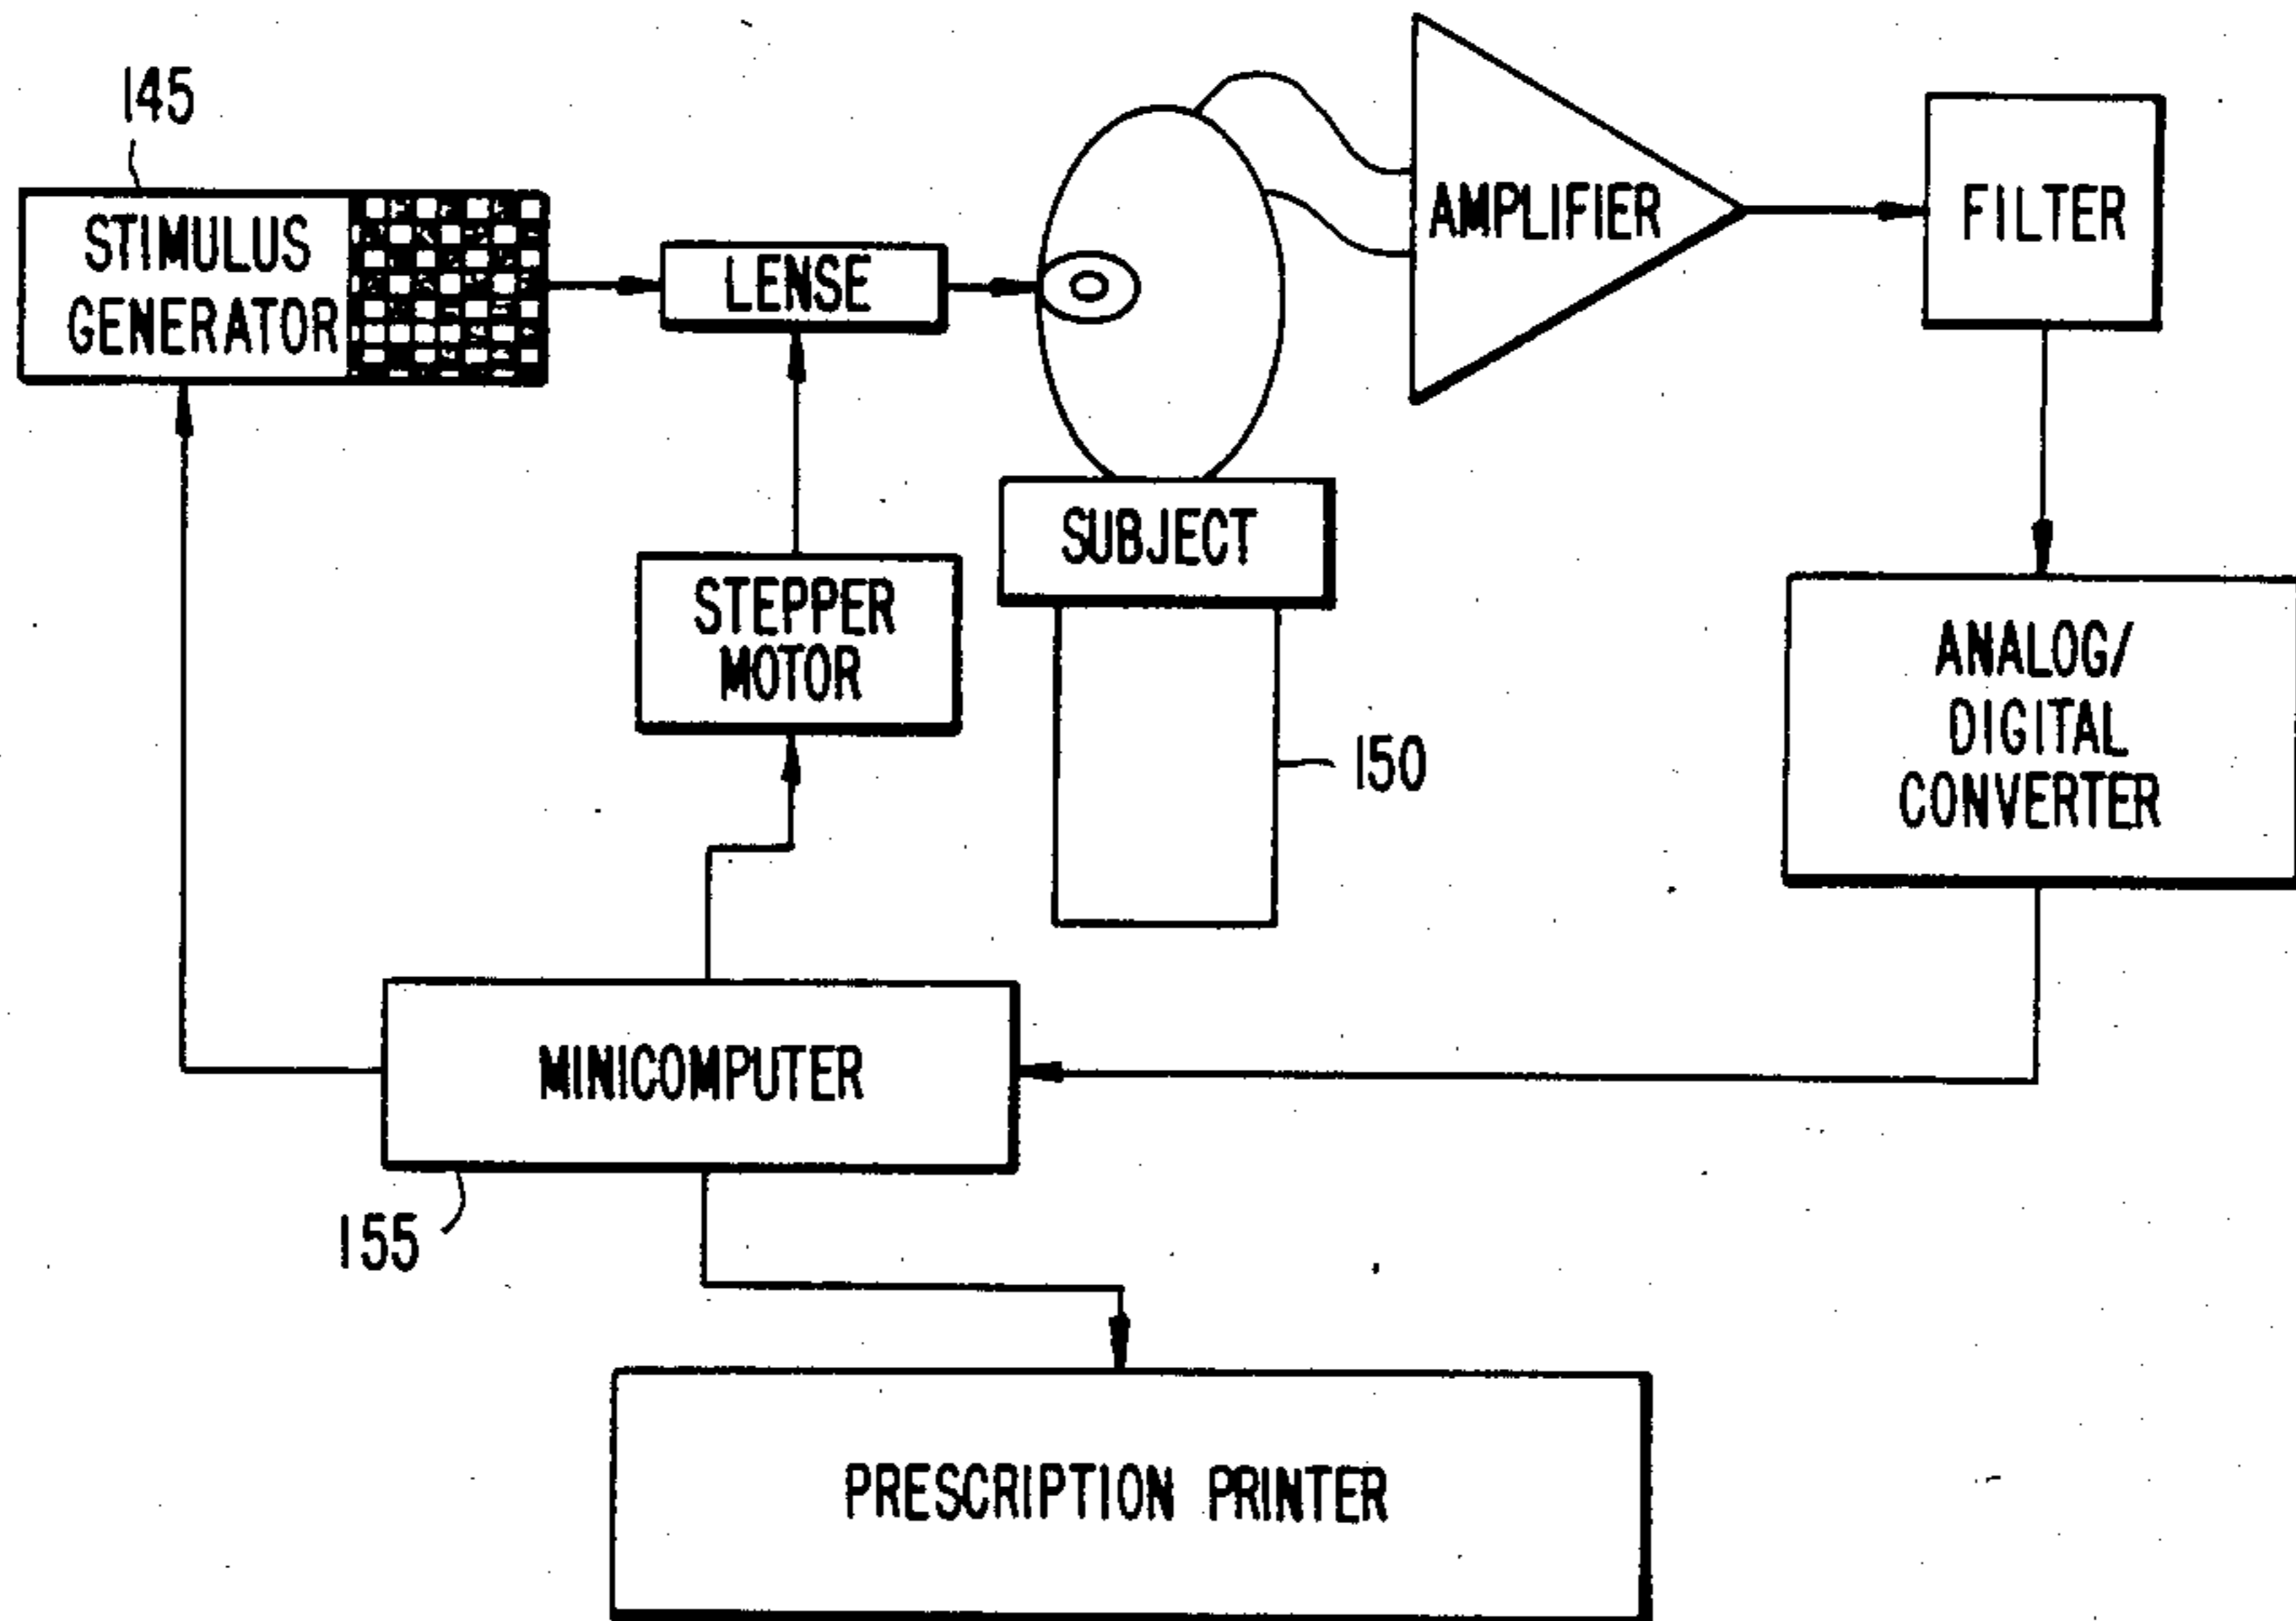 145
STIMULUS
GENERATOR
LENSE
AMPLIFIER
FILTER
SUBJECT
STEPPER
MOTOR
150
ANALOG/
DIGITAL
CONVERTER
MINICOMPUTER
155
PRESCRIPTION PRINTER